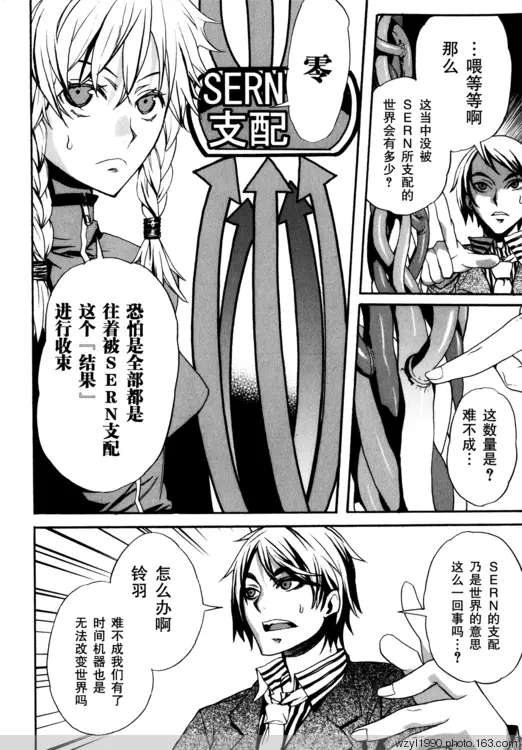 …喂等等啊
那么
这当中没被
SERN所支配的
世界会有多少？
零
SERN
支配
恐怕是全部都是
往着被SERN支配
这个『结果』
进行收束
这数量是？
难不成…
SERN的支配
乃是世界的意思
这么一回事吗…？
怎么办啊
铃羽
难不成我们有了
时间机器也是
无法改变世界吗
wzyl1990.photo.163.com